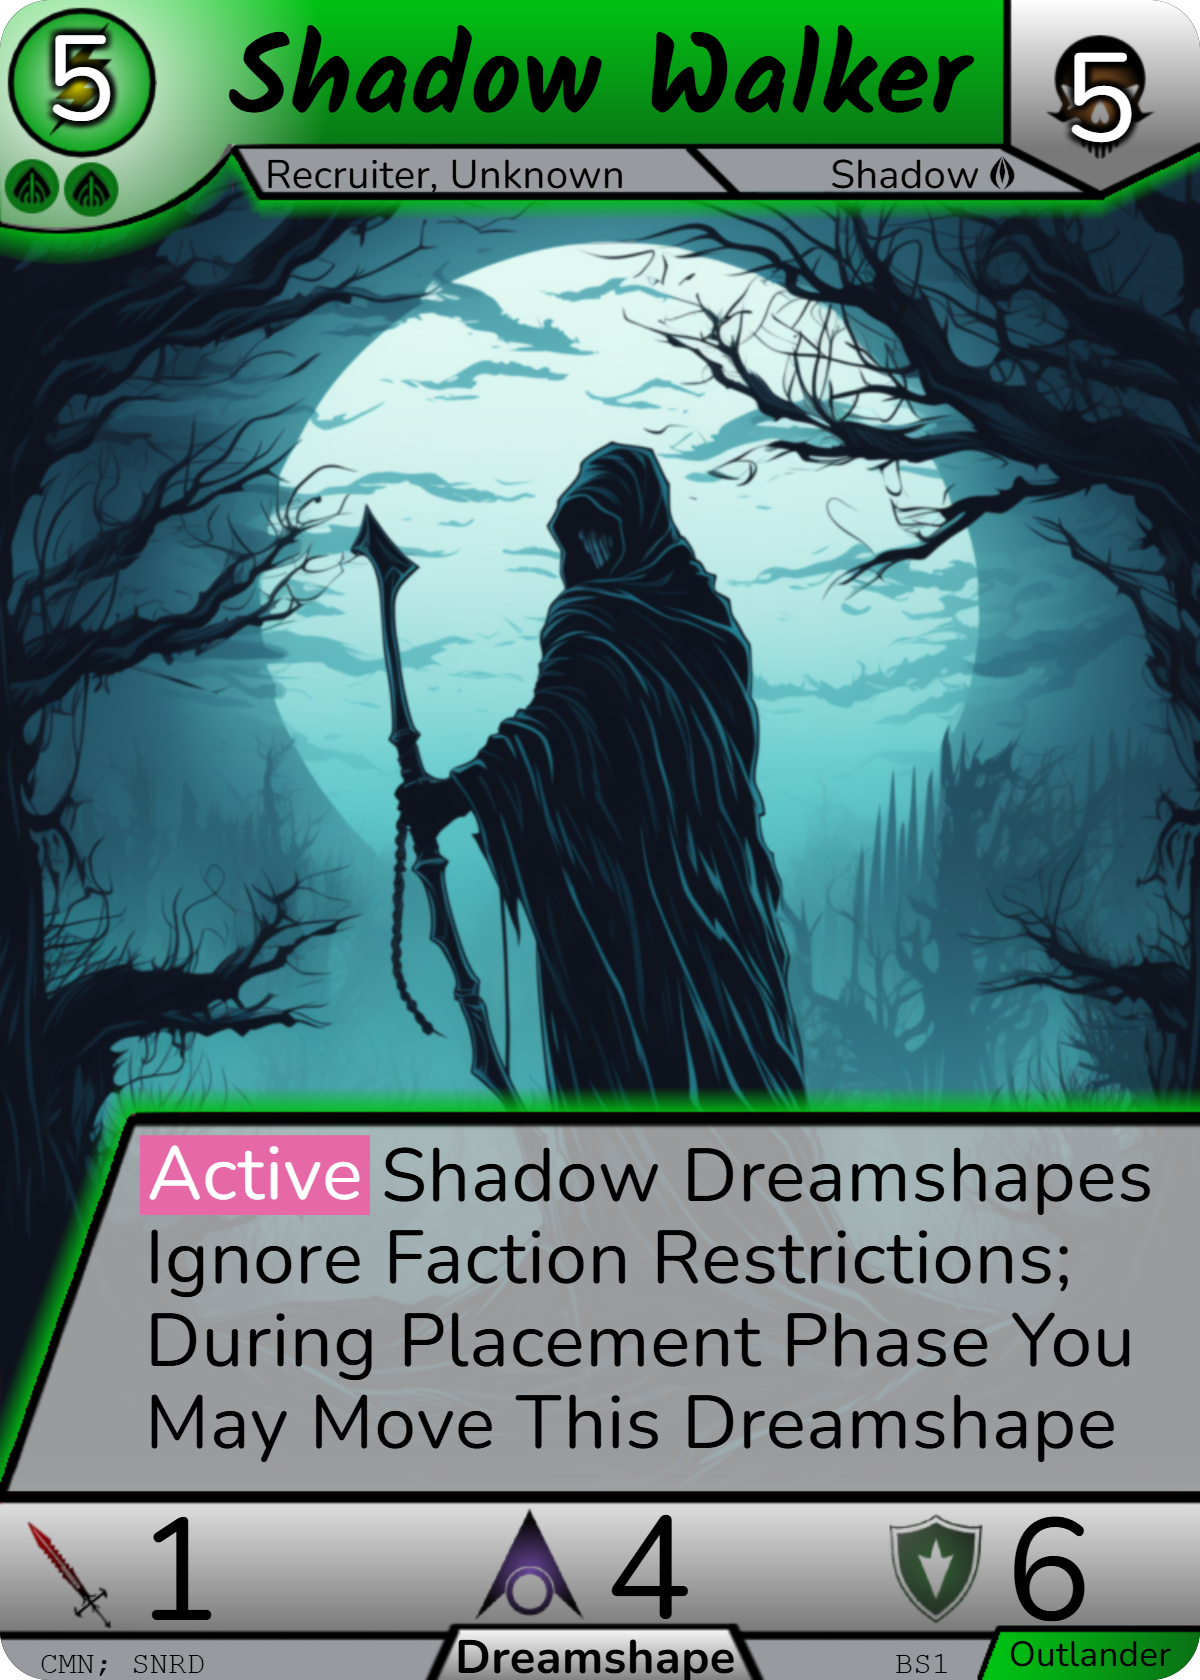 5
Shadow Walker
5
Recruiter, Unknown
Shadow
Active Shadow Dreamshapes
Ignore Faction Restrictions;
During Placement Phase You
May Move This Dreamshape
1
4
6
CMN; SNRD
Dreamshape
BS1
Outlander